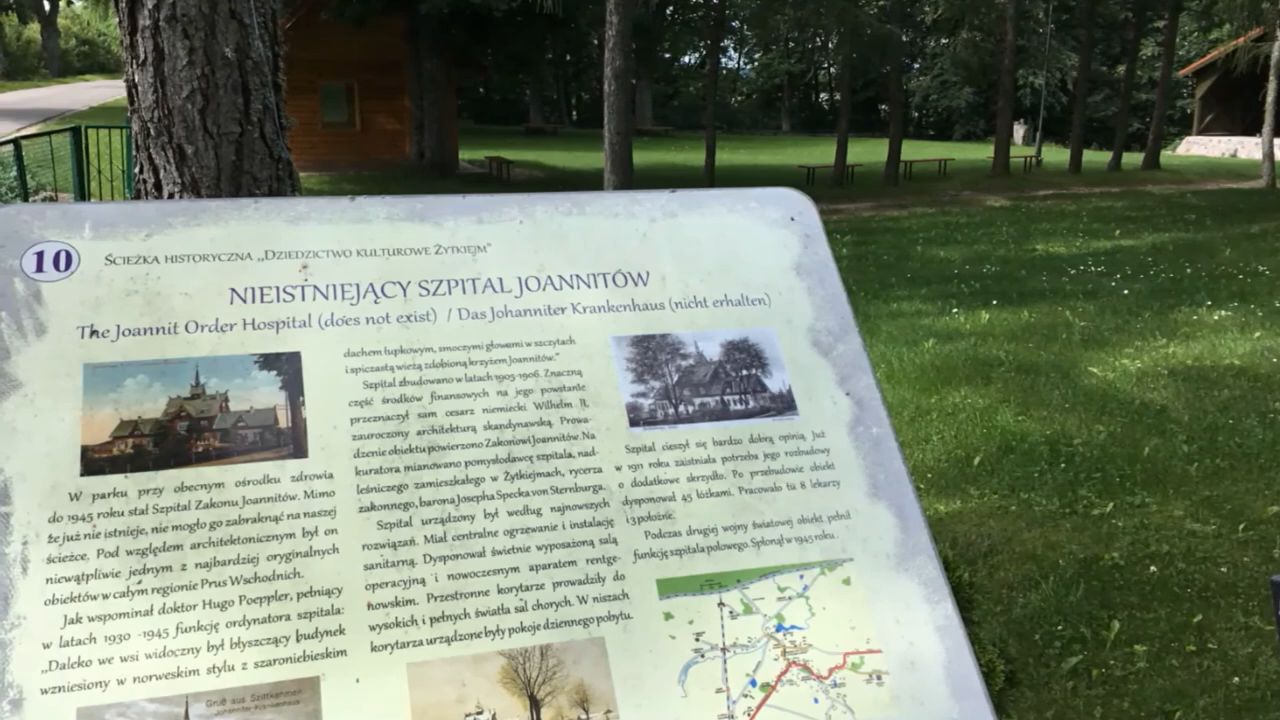 10
Ścieżka historyczna „Dziedzictwo kulturowe Żytkiejm”
NIEISTNIEJĄCY SZPITAL JOANNITÓW
The Joannit Order Hospital (does not exist) / Das Johanniter Krankenhaus (nicht erhalten)
W parku przy obecnym ośrodku zdrowia
do 1945 roku stał Szpital Zakonu Joannitów. Mimo
że już nie istnieje, nie mogło go zabraknąć na naszej
ścieżce. Pod względem architektonicznym był on
niewątpliwie jednym z najbardziej oryginalnych
obiektów w całym regionie Prus Wschodnich.
Jak wspominał doktor Hugo Poeppler, pełniący
w latach 1930 -1945 funkcję ordynatora szpitala:
„Daleko we wsi widoczny był błyszczący budynek
wzniesiony w norweskim stylu z szaroniebieskim
Gruß aus Szittkehmen
Johanniter-Krankenhaus
dachem łupkowym, smoczymi głowami w szczytach
i spiczastą wieżą zdobioną krzyżem Joannitów.”
Szpital zbudowano w latach 1905-1906. Znaczną
część środków finansowych na jego powstanie
przeznaczył sam cesarz niemiecki Wilhelm II,
zauroczony architekturą skandynawską. Prowa-
dzenie obiektu powierzono Zakonowi Joannitów. Na
kuratora mianowano pomysłodawcę szpitala, nad-
leśniczego zamieszkałego w Żytkiejmach, rycerza
zakonnego, barona Josepha Specka von Sternburga.
Szpital urządzony był według najnowszych
rozwiązań. Miał centralne ogrzewanie i instalację
sanitarną. Dysponował świetnie wyposażoną salą
operacyjną i nowoczesnym aparatem rentge-
nowskim. Przestronne korytarze prowadziły do
wysokich i pełnych światła sal chorych. W niszach
korytarza urządzone były pokoje dziennego pobytu.
Szpital cieszył się bardzo dobrą opinią. Już
w 1911 roku zaistniała potrzeba jego rozbudowy
o dodatkowe skrzydło. Po przebudowie obiekt
dysponował 45 łóżkami. Pracowało tu 8 lekarzy
i 3 położne.
Podczas drugiej wojny światowej obiekt pełnił
funkcję szpitala polowego. Spłonął w 1945 roku.